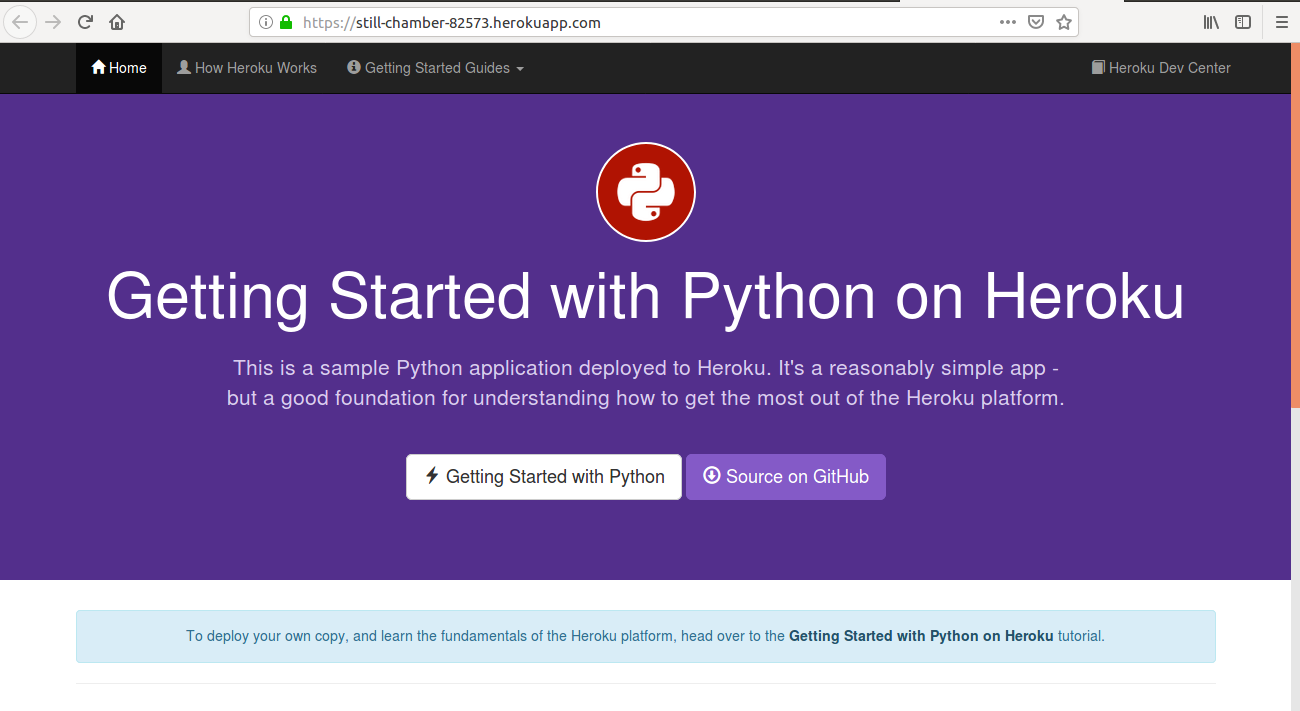 https://still-chamber-82573.herokuapp.com
Home How Heroku Works Getting Started Guides Heroku Dev Center
Getting Started with Python on Heroku
This is a sample Python application deployed to Heroku. It's a reasonably simple app -
but a good foundation for understanding how to get the most out of the Heroku platform.
Getting Started with Python Source on GitHub
To deploy your own copy, and learn the fundamentals of the Heroku platform, head over to the Getting Started with Python on Heroku tutorial.